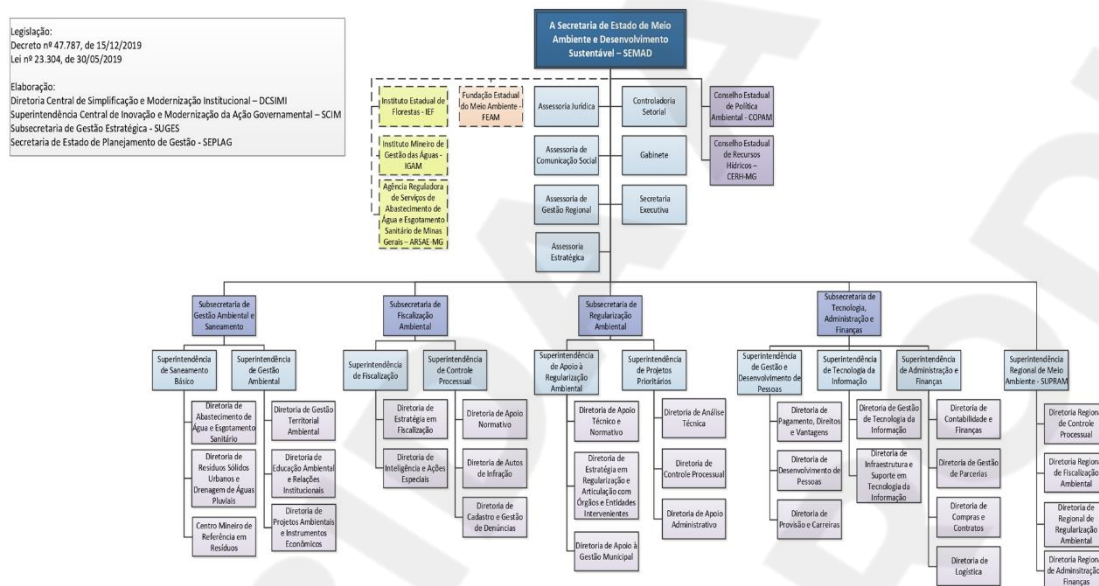 Legislação:
Decreto nº 47.787, de 15/12/2019
Lei nº 23.304, de 30/05/2019
Elaboração:
Diretoria Central de Simplificação e Modernização Institucional – DCSIMI
Superintendência Central de Inovação e Modernização da Ação Governamental – SCIM
Subsecretaria de Gestão Estratégica - SUGES
Secretaria de Estado de Planejamento de Gestão - SEPLAG
A Secretaria de Estado de Meio
Ambiente e Desenvolvimento
Sustentável – SEMAD
Instituto Estadual de
Florestas - IEF
Fundação Estadual
do Meio Ambiente -
FEAM
Assessoria Jurídica
Controladoria
Setorial
Conselho Estadual
de Política
Ambiental - COPAM
Instituto Mineiro de
Gestão das Águas -
IGAM
Assessoria de
Comunicação Social
Gabinete
Conselho Estadual
de Recursos
Hídricos –
CERH-MG
Agência Reguladora
de Serviços de
Abastecimento de
Água e Esgotamento
Sanitário de Minas
Gerais – ARSAE-MG
Assessoria de
Gestão Regional
Secretaria
Executiva
Assessoria
Estratégica
Subsecretaria de
Gestão Ambiental e
Saneamento
Subsecretaria de
Fiscalização
Ambiental
Subsecretaria de
Regularização
Ambiental
Subsecretaria de
Tecnologia,
Administração e
Finanças
Superintendência
de Saneamento
Básico
Superintendência
de Gestão
Ambiental
Superintendência
de Fiscalização
Superintendência
de Controle
Processual
Superintendência
de Apoio à
Regularização
Ambiental
Superintendência
de Projetos
Prioritários
Superintendência
de Gestão e
Desenvolvimento de
Pessoas
Superintendência
de Tecnologia da
Informação
Superintendência
de Administração e
Finanças
Superintendência
Regional de Meio
Ambiente - SUPRAM
Diretoria de
Abastecimento de
Água e Esgotamento
Sanitário
Diretoria de Gestão
Territorial
Ambiental
Diretoria de
Estratégia em
Fiscalização
Diretoria de Apoio
Normativo
Diretoria de Apoio
Técnico e
Normativo
Diretoria de Análise
Técnica
Diretoria de
Pagamento, Direitos
e Vantagens
Diretoria de Gestão
de Tecnologia da
Informação
Diretoria de
Contabilidade e
Finanças
Diretoria Regional
de Controle
Processual
Diretoria de
Resíduos Sólidos
Urbanos e
Drenagem de Águas
Pluviais
Diretoria de
Educação Ambiental
e Relações
Institucionais
Diretoria de
Inteligência e Ações
Especiais
Diretoria de Autos
de Infração
Diretoria de
Estratégia em
Regularização e
Articulação com
Órgãos e Entidades
Intervenientes
Diretoria de
Controle Processual
Diretoria de
Desenvolvimento de
Pessoas
Diretoria de
Infraestrutura e
Suporte em
Tecnologia da
Informação
Diretoria de Gestão
de Parcerias
Diretoria Regional
de Fiscalização
Ambiental
Centro Mineiro de
Referência em
Resíduos
Diretoria de
Projetos Ambientais
e Instrumentos
Econômicos
Diretoria de
Cadastro e Gestão
de Denúncias
Diretoria de Apoio à
Gestão Municipal
Diretoria de Apoio
Administrativo
Diretoria de
Provisão e Carreiras
Diretoria de
Compras e
Contratos
Diretoria de
Regional de
Regularização
Ambiental
Diretoria de
Logística
Diretoria Regional
de Adminsitração e
Finanças